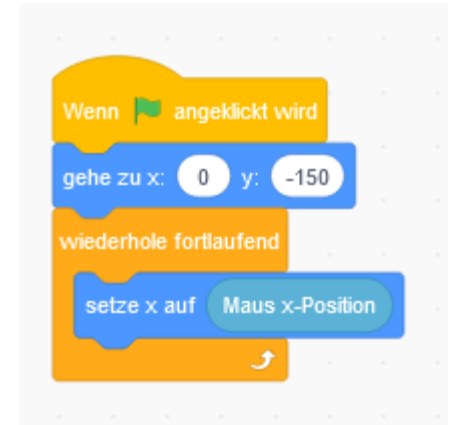 Wenn angeklickt wird
gehe zu x: 0 y: -150
wiederhole fortlaufend
setze x auf Maus x-Position